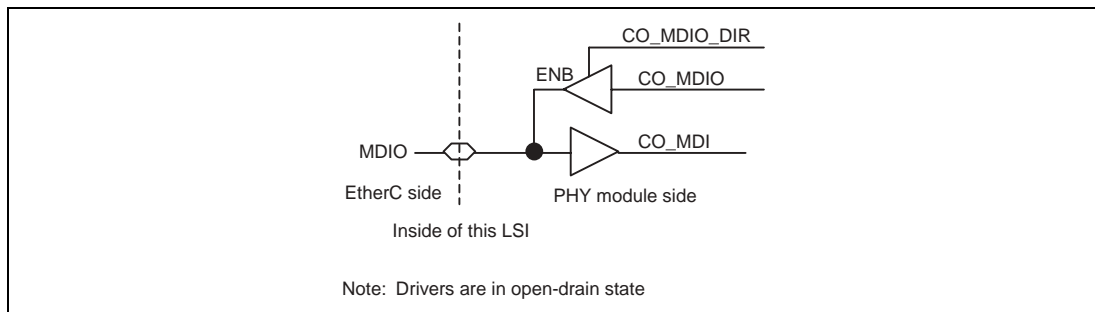 CO_MDIO_DIR
ENB
CO_MDIO
MDIO
CO_MDI
EtherC side
PHY module side
Inside of this LSI
Note: Drivers are in open-drain state